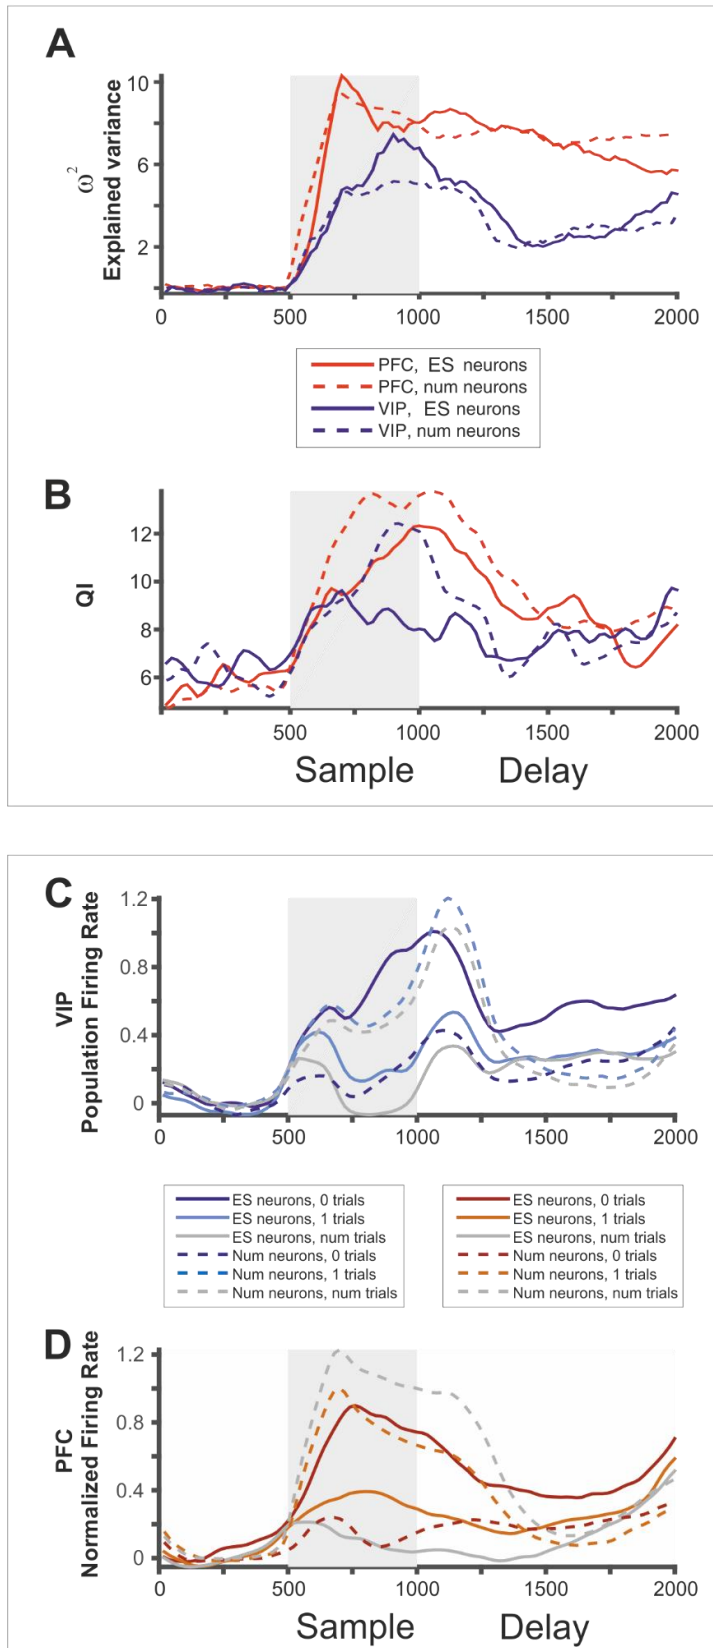 A
ω²
Explained variance
10
6
2
0
500
1000
1500
2000
PFC, ES neurons
PFC, num neurons
VIP, ES neurons
VIP, num neurons
B
QI
12
10
8
6
0
500
1000
1500
2000
Sample
Delay
C
VIP
Population Firing Rate
1.2
0.8
0.4
0
0
500
1000
1500
2000
ES neurons, 0 trials
ES neurons, 1 trials
ES neurons, num trials
Num neurons, 0 trials
Num neurons, 1 trials
Num neurons, num trials
ES neurons, 0 trials
ES neurons, 1 trials
ES neurons, num trials
Num neurons, 0 trials
Num neurons, 1 trials
Num neurons, num trials
D
PFC
Normalized Firing Rate
1.2
0.8
0.4
0
0
500
1000
1500
2000
Sample
Delay